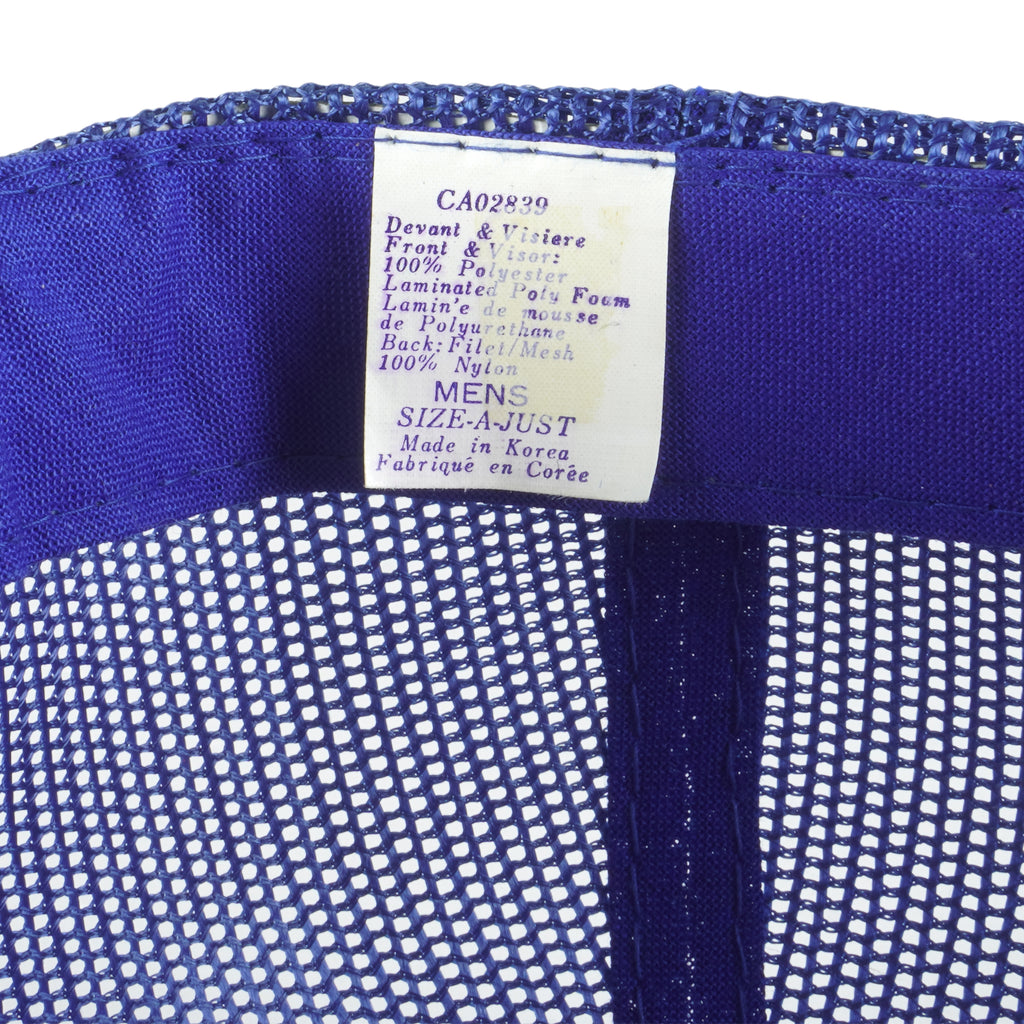 CA02839
Devant & Visiere
Front & Visor:
100% Polyester
Laminated Poly Foam
Lamin'e de mousse
de Polyurethane
Back: Filet/Mesh
100% Nylon
MENS
SIZE-A-JUST
Made in Korea
Fabriqué en Corée